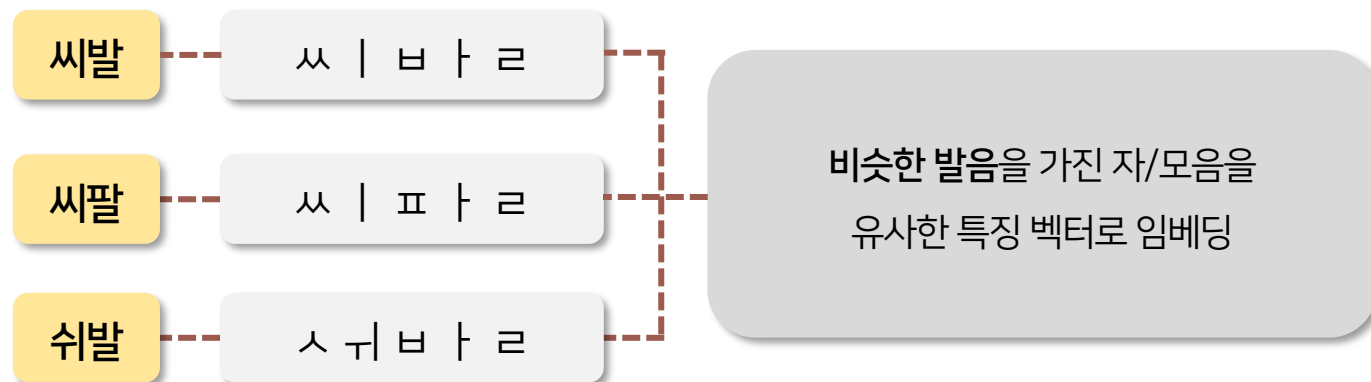 씨발
ㅆ ㅣ ㅂ ㅏ ㄹ
씨팔
ㅆ ㅣ ㅍ ㅏ ㄹ
쉬발
ㅅ ㅟ ㅂ ㅏ ㄹ
비슷한 발음을 가진 자/모음을
유사한 특징 벡터로 임베딩